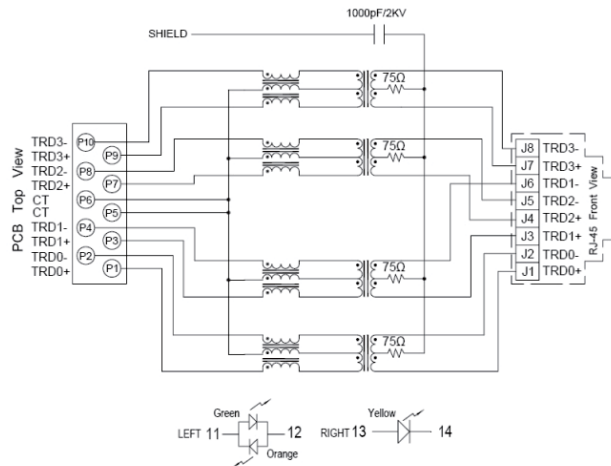 1000pF/2KV
SHIELD
75Ω
75Ω
75Ω
75Ω
PCB Top View
TRD3- P10
TRD3+ P9
TRD2- P8
TRD2+ P7
CT P6
CT P5
TRD1- P4
TRD1+ P3
TRD0- P2
TRD0+ P1
J8 TRD3-
J7 TRD3+
J6 TRD1-
J5 TRD2-
J4 TRD2+
J3 TRD1+
J2 TRD0-
J1 TRD0+
RJ-45 Front View
Green
LEFT 11 12
Orange
Yellow
RIGHT 13 14